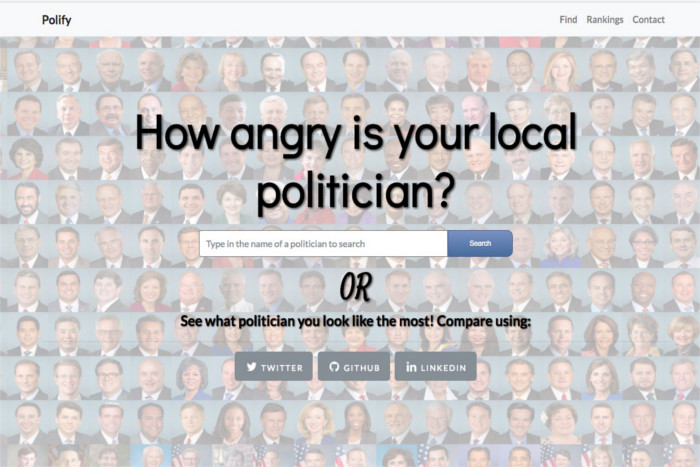 Polify
Find Rankings Contact
How angry is your local
politician?
Type in the name of a politician to search
Search
OR
See what politician you look like the most! Compare using:
TWITTER
GITHUB
LINKEDIN